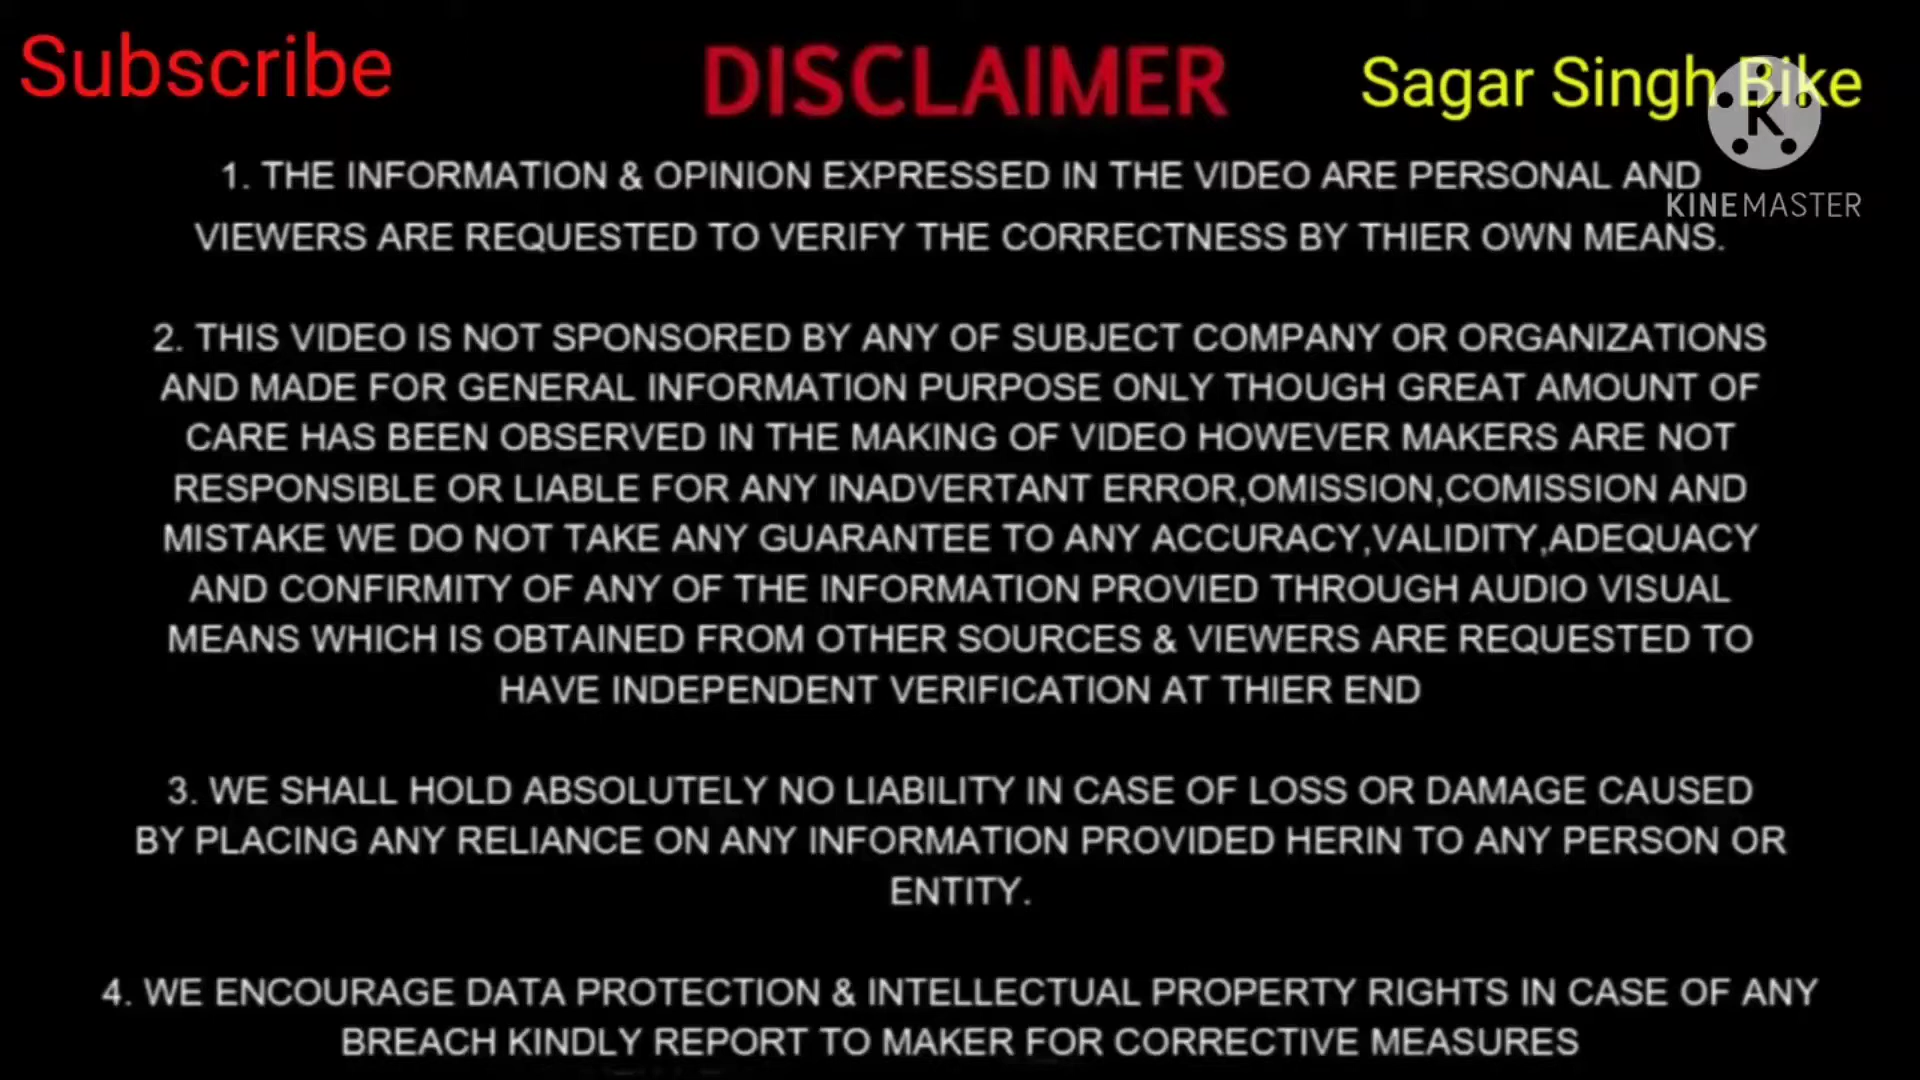 Subscribe
DISCLAIMER
Sagar Singh Bike
K
KINEMASTER
1. THE INFORMATION & OPINION EXPRESSED IN THE VIDEO ARE PERSONAL AND
VIEWERS ARE REQUESTED TO VERIFY THE CORRECTNESS BY THIER OWN MEANS.
2. THIS VIDEO IS NOT SPONSORED BY ANY OF SUBJECT COMPANY OR ORGANIZATIONS
AND MADE FOR GENERAL INFORMATION PURPOSE ONLY THOUGH GREAT AMOUNT OF
CARE HAS BEEN OBSERVED IN THE MAKING OF VIDEO HOWEVER MAKERS ARE NOT
RESPONSIBLE OR LIABLE FOR ANY INADVERTANT ERROR,OMISSION,COMISSION AND
MISTAKE WE DO NOT TAKE ANY GUARANTEE TO ANY ACCURACY,VALIDITY,ADEQUACY
AND CONFIRMITY OF ANY OF THE INFORMATION PROVIED THROUGH AUDIO VISUAL
MEANS WHICH IS OBTAINED FROM OTHER SOURCES & VIEWERS ARE REQUESTED TO
HAVE INDEPENDENT VERIFICATION AT THIER END
3. WE SHALL HOLD ABSOLUTELY NO LIABILITY IN CASE OF LOSS OR DAMAGE CAUSED
BY PLACING ANY RELIANCE ON ANY INFORMATION PROVIDED HERIN TO ANY PERSON OR
ENTITY.
4. WE ENCOURAGE DATA PROTECTION & INTELLECTUAL PROPERTY RIGHTS IN CASE OF ANY
BREACH KINDLY REPORT TO MAKER FOR CORRECTIVE MEASURES